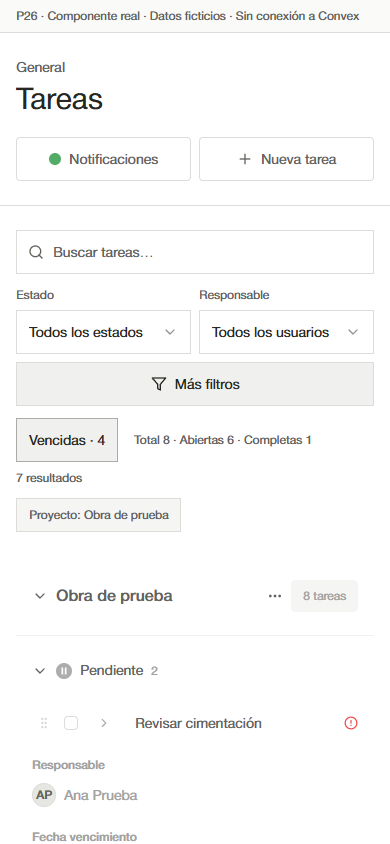 P26 · Componente real · Datos ficticios · Sin conexión a Convex
General
Tareas
Notificaciones
Nueva tarea
Buscar tareas…
Estado
Responsable
Todos los estados
Todos los usuarios
Más filtros
Vencidas · 4
Total 8 · Abiertas 6 · Completas 1
7 resultados
Proyecto: Obra de prueba
Obra de prueba
8 tareas
Pendiente 2
Revisar cimentación
Responsable
AP Ana Prueba
Fecha vencimiento